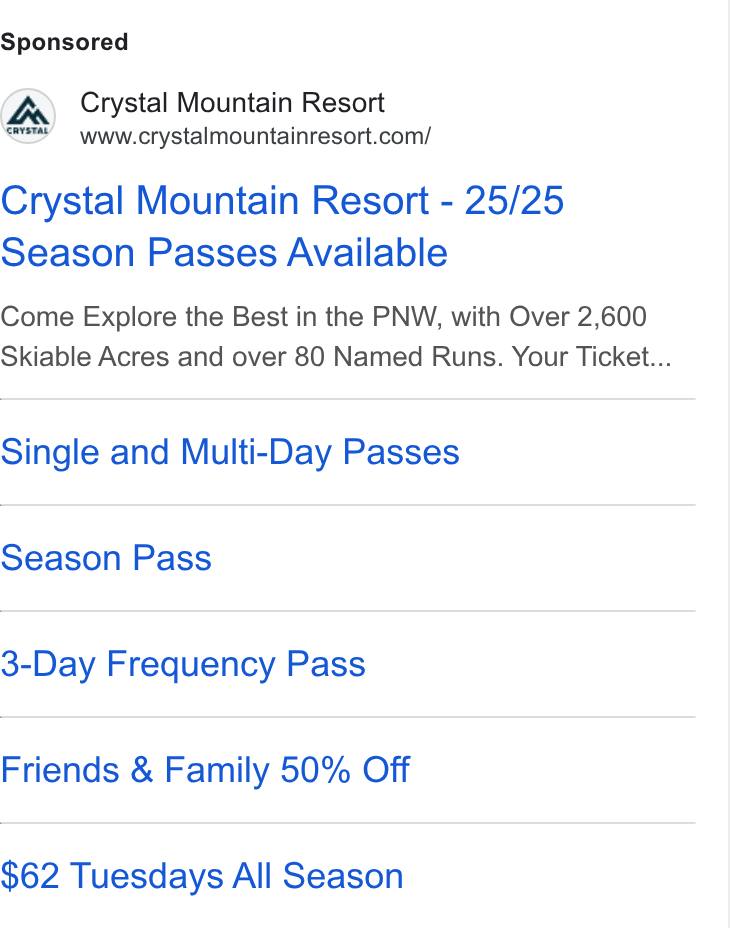 Sponsored
CRYSTAL
Crystal Mountain Resort
www.crystalmountainresort.com/
Crystal Mountain Resort - 25/25
Season Passes Available
Come Explore the Best in the PNW, with Over 2,600
Skiable Acres and over 80 Named Runs. Your Ticket...
Single and Multi-Day Passes
Season Pass
3-Day Frequency Pass
Friends & Family 50% Off
$62 Tuesdays All Season